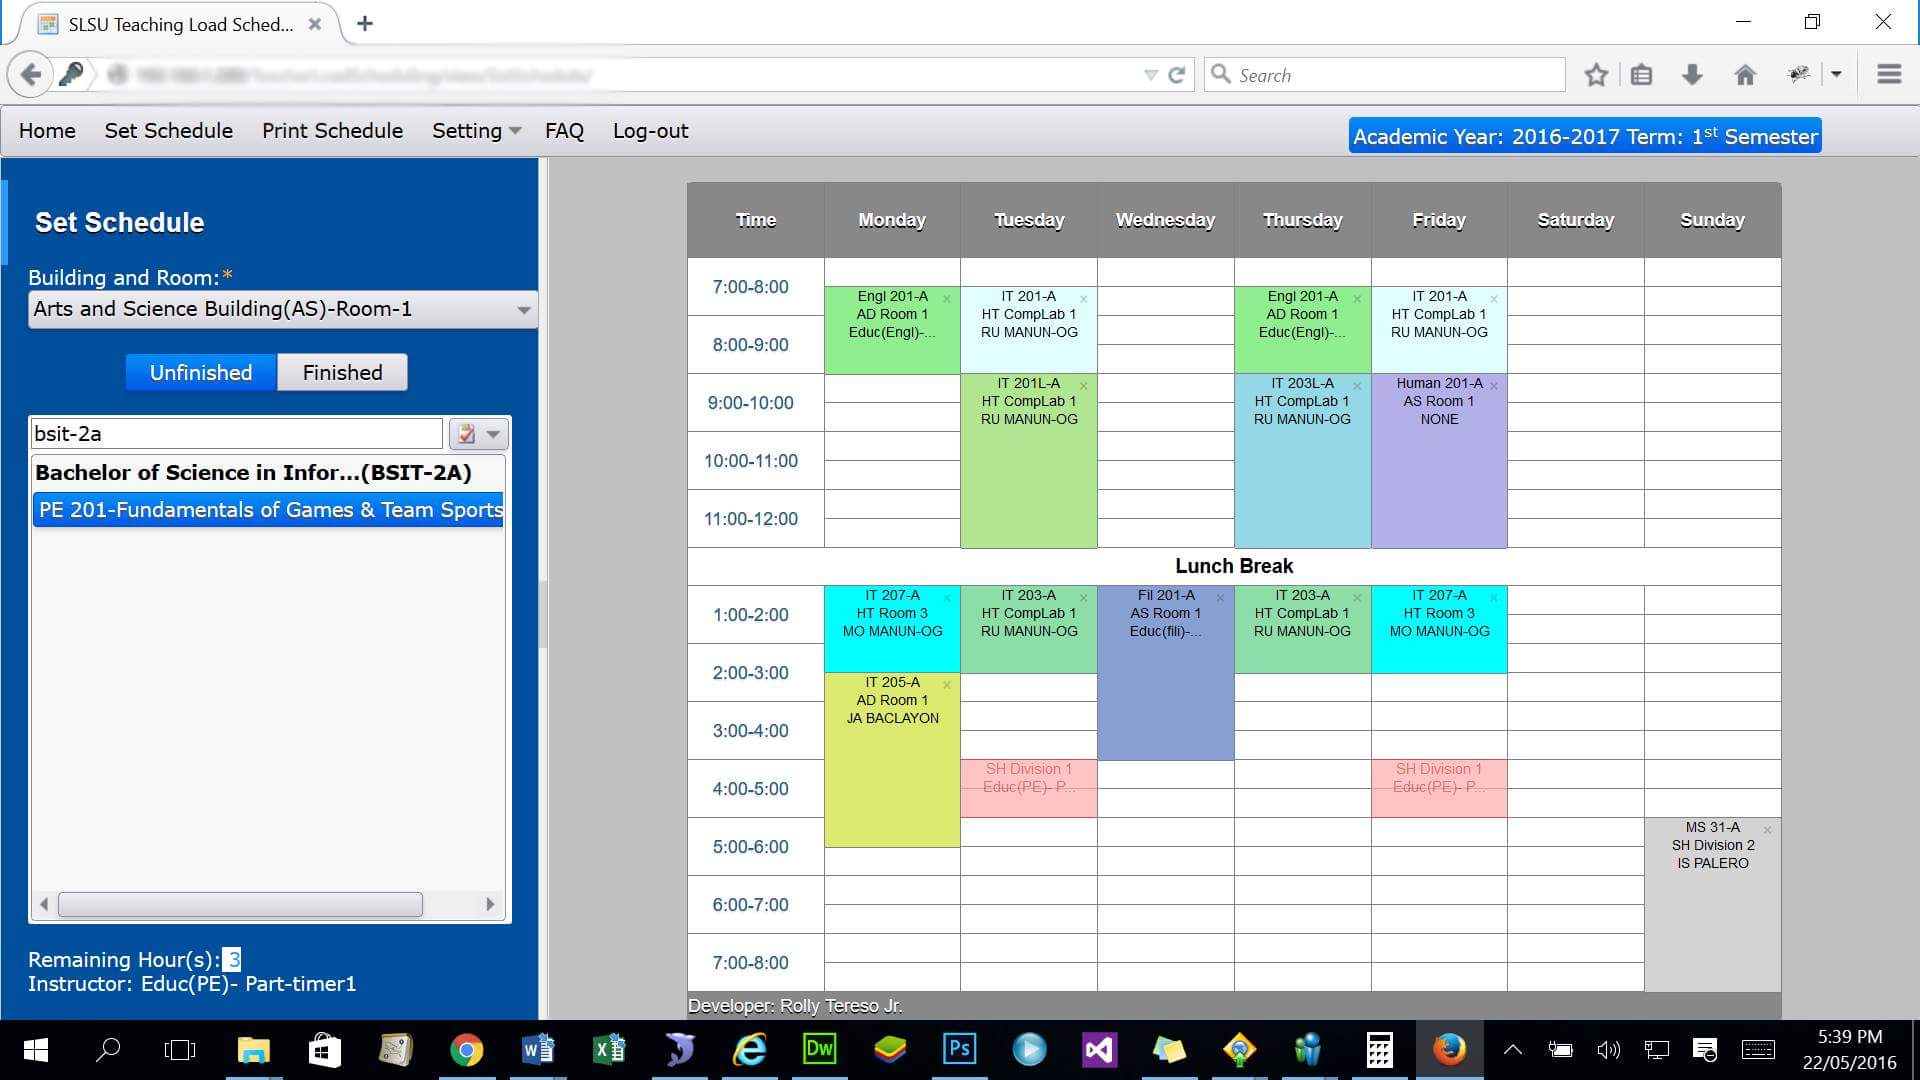 SLSU Teaching Load Sched...
Search
Home Set Schedule Print Schedule Setting FAQ Log-out
Academic Year: 2016-2017 Term: 1st Semester
Set Schedule
Building and Room:*
Arts and Science Building(AS)-Room-1
Unfinished Finished
bsit-2a
Bachelor of Science in Infor...(BSIT-2A)
PE 201-Fundamentals of Games & Team Sports
Remaining Hour(s): 3
Instructor: Educ(PE)- Part-timer1
Time Monday Tuesday Wednesday Thursday Friday Saturday Sunday
7:00-8:00
Engl 201-A IT 201-A Engl 201-A IT 201-A
AD Room 1 HT CompLab 1 AD Room 1 HT CompLab 1
Educ(Engl)-... RU MANUN-OG Educ(Engl)-... RU MANUN-OG
8:00-9:00
IT 201L-A IT 203L-A Human 201-A
9:00-10:00 HT CompLab 1 HT CompLab 1 AS Room 1
RU MANUN-OG RU MANUN-OG NONE
10:00-11:00
11:00-12:00
Lunch Break
IT 207-A IT 203-A Fil 201-A IT 203-A IT 207-A
1:00-2:00 HT Room 3 HT CompLab 1 AS Room 1 HT CompLab 1 HT Room 3
MO MANUN-OG RU MANUN-OG Educ(fili)-... RU MANUN-OG MO MANUN-OG
2:00-3:00
IT 205-A
AD Room 1
JA BACLAYON
3:00-4:00
SH Division 1 SH Division 1
4:00-5:00 Educ(PE)- P... Educ(PE)- P...
MS 31-A
5:00-6:00 SH Division 2
IS PALERO
6:00-7:00
7:00-8:00
Developer: Rolly Tereso Jr.
Dw
Ps
5:39 PM
22/05/2016